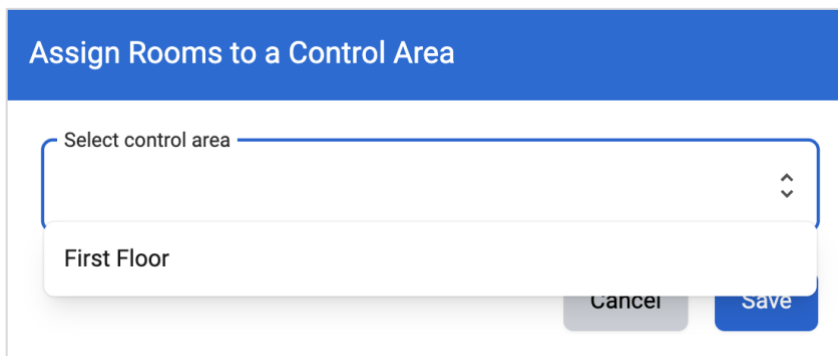 Assign Rooms to a Control Area
Select control area
First Floor
Cancel Save